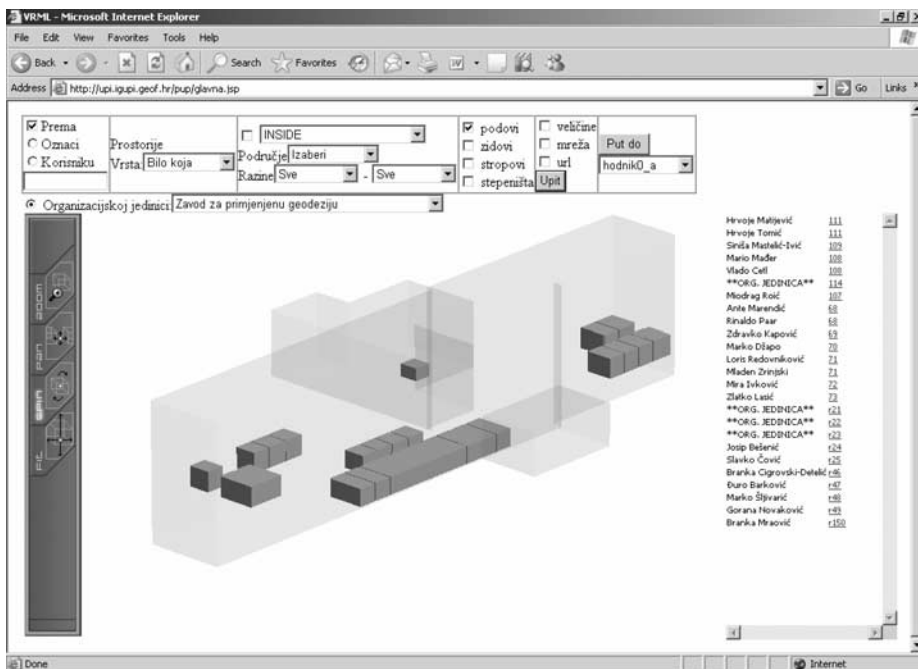 VRML - Microsoft Internet Explorer
File Edit View Favorites Tools Help
Back Search Favorites
Address http://upi.igupi.geof.hr/pup/glavna.jsp Go Links »
Prema
Oznaci
Korisniku
Prostorije
Vrsta: Bilo koja
INSIDE
Područje Izaberi
Razine Sve - Sve
podovi
zidovi
stropovi
stepeništa
veličine
mreža
url
Upit
Put do
hodnik0_a
Organizacijskoj jedinici: Zavod za primjenjenu geodeziju
ZOOM
PAN
SPIN
FIT
Hrvoje Matijević 111
Hrvoje Tomić 111
Siniša Mastelić-Ivić 109
Mario Mađer 108
Vlado Cetl 108
**ORG. JEDINICA** 114
Miodrag Roić 107
Ante Marendić 68
Rinaldo Paar 68
Zdravko Kapović 69
Marko Džapo 70
Loris Redovniković 71
Mladen Zrinjski 71
Mira Ivković 72
Zlatko Lasić 73
**ORG. JEDINICA** r21
**ORG. JEDINICA** r22
**ORG. JEDINICA** r23
Josip Bešenić r24
Slavko Čović r25
Branka Cigrovski-Detelić r46
Đuro Barković r47
Marko Šljivarić r48
Gorana Novaković r49
Branka Mraović r150
Done Internet